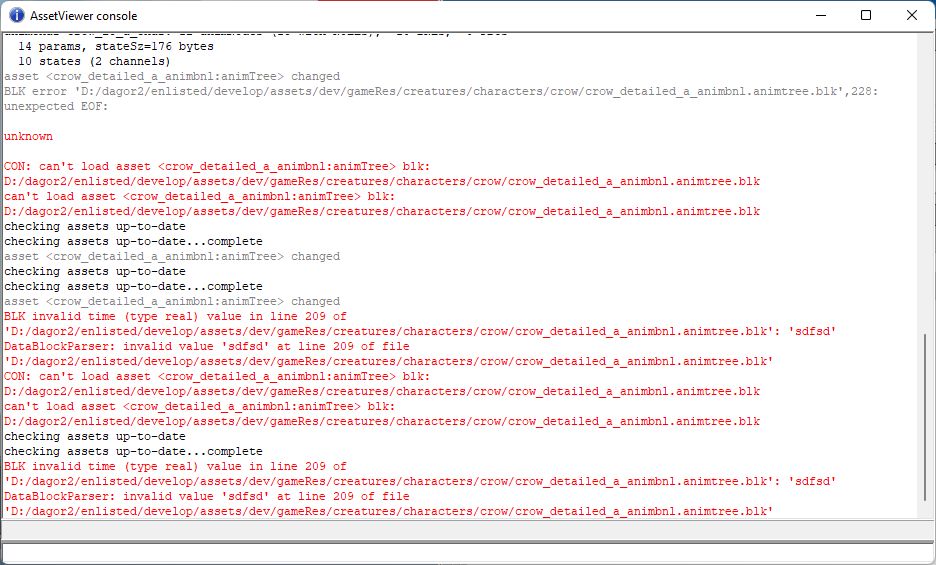 AssetViewer console
14 params, stateSz=176 bytes
10 states (2 channels)
asset <crow_detailed_a_animbnl:animTree> changed
BLK error 'D:/dagor2/enlisted/develop/assets/dev/gameRes/creatures/characters/crow/crow_detailed_a_animbnl.animtree.blk',228:
unexpected EOF:
unknown
CON: can't load asset <crow_detailed_a_animbnl:animTree> blk:
D:/dagor2/enlisted/develop/assets/dev/gameRes/creatures/characters/crow/crow_detailed_a_animbnl.animtree.blk
can't load asset <crow_detailed_a_animbnl:animTree> blk:
D:/dagor2/enlisted/develop/assets/dev/gameRes/creatures/characters/crow/crow_detailed_a_animbnl.animtree.blk
checking assets up-to-date
checking assets up-to-date...complete
asset <crow_detailed_a_animbnl:animTree> changed
checking assets up-to-date
checking assets up-to-date...complete
asset <crow_detailed_a_animbnl:animTree> changed
BLK invalid time (type real) value in line 209 of
'D:/dagor2/enlisted/develop/assets/dev/gameRes/creatures/characters/crow/crow_detailed_a_animbnl.animtree.blk': 'sdfsd'
DataBlockParser: invalid value 'sdfsd' at line 209 of file
'D:/dagor2/enlisted/develop/assets/dev/gameRes/creatures/characters/crow/crow_detailed_a_animbnl.animtree.blk'
CON: can't load asset <crow_detailed_a_animbnl:animTree> blk:
D:/dagor2/enlisted/develop/assets/dev/gameRes/creatures/characters/crow/crow_detailed_a_animbnl.animtree.blk
can't load asset <crow_detailed_a_animbnl:animTree> blk:
D:/dagor2/enlisted/develop/assets/dev/gameRes/creatures/characters/crow/crow_detailed_a_animbnl.animtree.blk
checking assets up-to-date
checking assets up-to-date...complete
BLK invalid time (type real) value in line 209 of
'D:/dagor2/enlisted/develop/assets/dev/gameRes/creatures/characters/crow/crow_detailed_a_animbnl.animtree.blk': 'sdfsd'
DataBlockParser: invalid value 'sdfsd' at line 209 of file
'D:/dagor2/enlisted/develop/assets/dev/gameRes/creatures/characters/crow/crow_detailed_a_animbnl.animtree.blk'